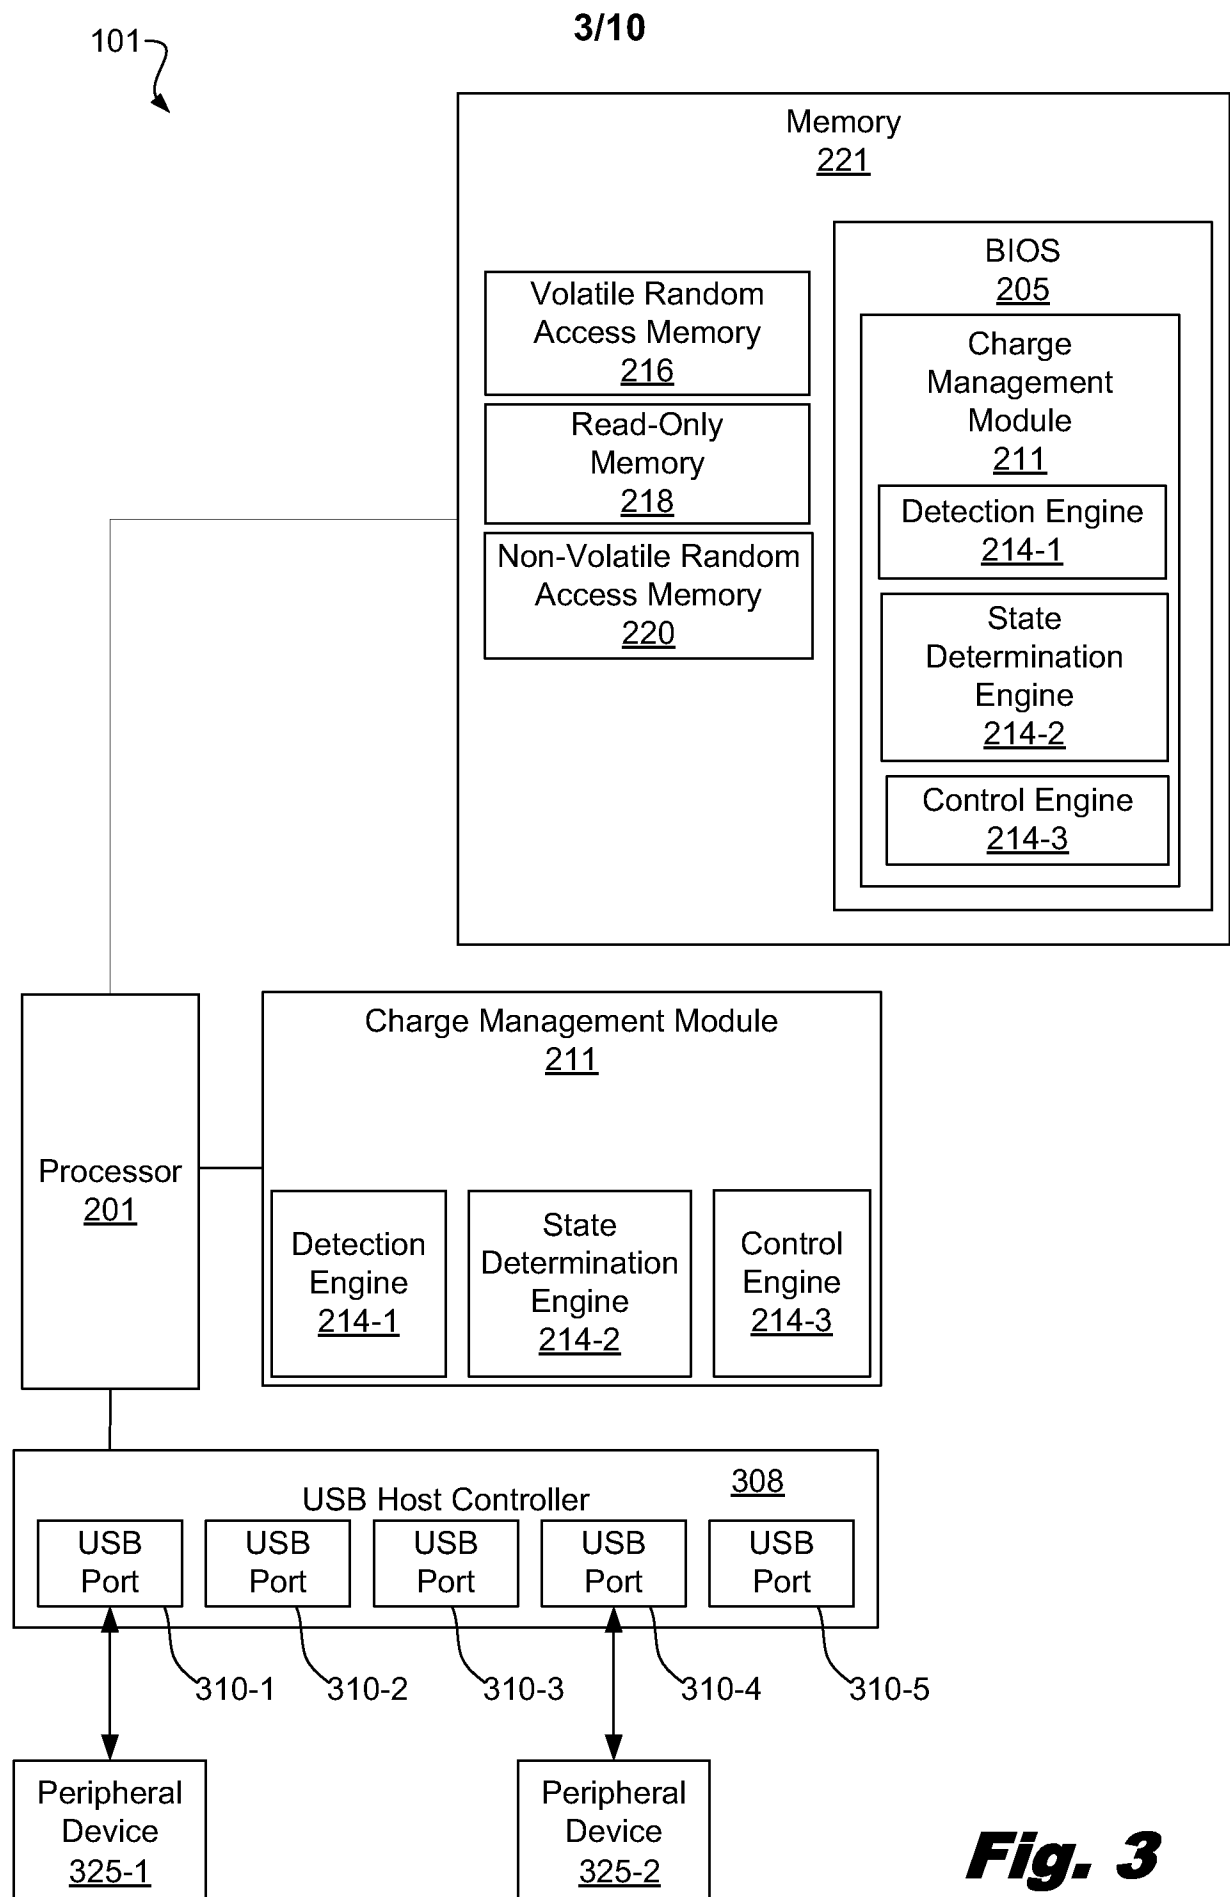 3/10
101
Memory
221
BIOS
205
Volatile Random
Access Memory
216
Read-Only
Memory
218
Non-Volatile Random
Access Memory
220
Charge
Management
Module
211
Detection Engine
214-1
State
Determination
Engine
214-2
Control Engine
214-3
Processor
201
Charge Management Module
211
Detection
Engine
214-1
State
Determination
Engine
214-2
Control
Engine
214-3
308
USB Host Controller
USB
Port
USB
Port
USB
Port
USB
Port
USB
Port
310-1
310-2
310-3
310-4
310-5
Peripheral
Device
325-1
Peripheral
Device
325-2
Fig. 3